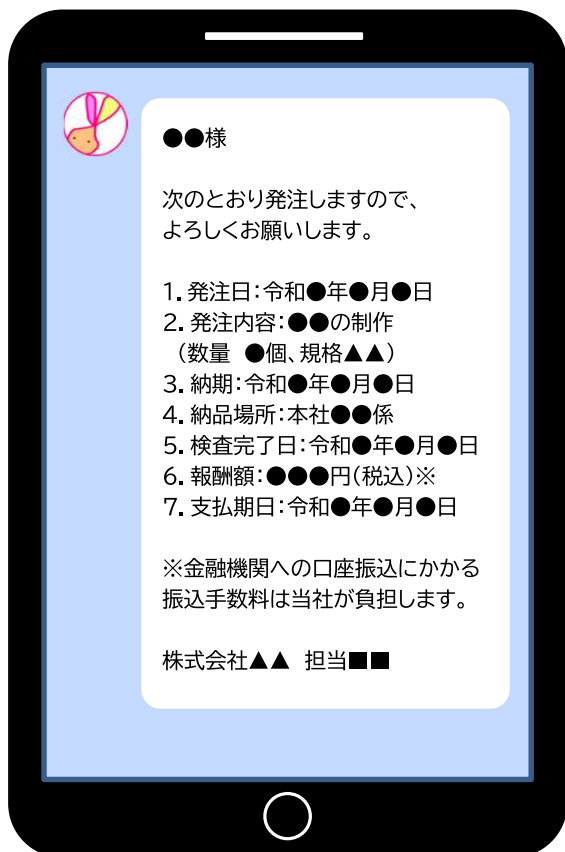 ●●様
次のとおり発注しますので、
よろしくお願いします。
1. 発注日：令和●年●月●日
2. 発注内容：●●の制作
（数量　●個、規格▲▲）
3. 納期：令和●年●月●日
4. 納品場所：本社●●係
5. 検査完了日：令和●年●月●日
6. 報酬額：●●●円（税込）※
7. 支払期日：令和●年●月●日
※金融機関への口座振込にかかる
振込手数料は当社が負担します。
株式会社▲▲　担当■■